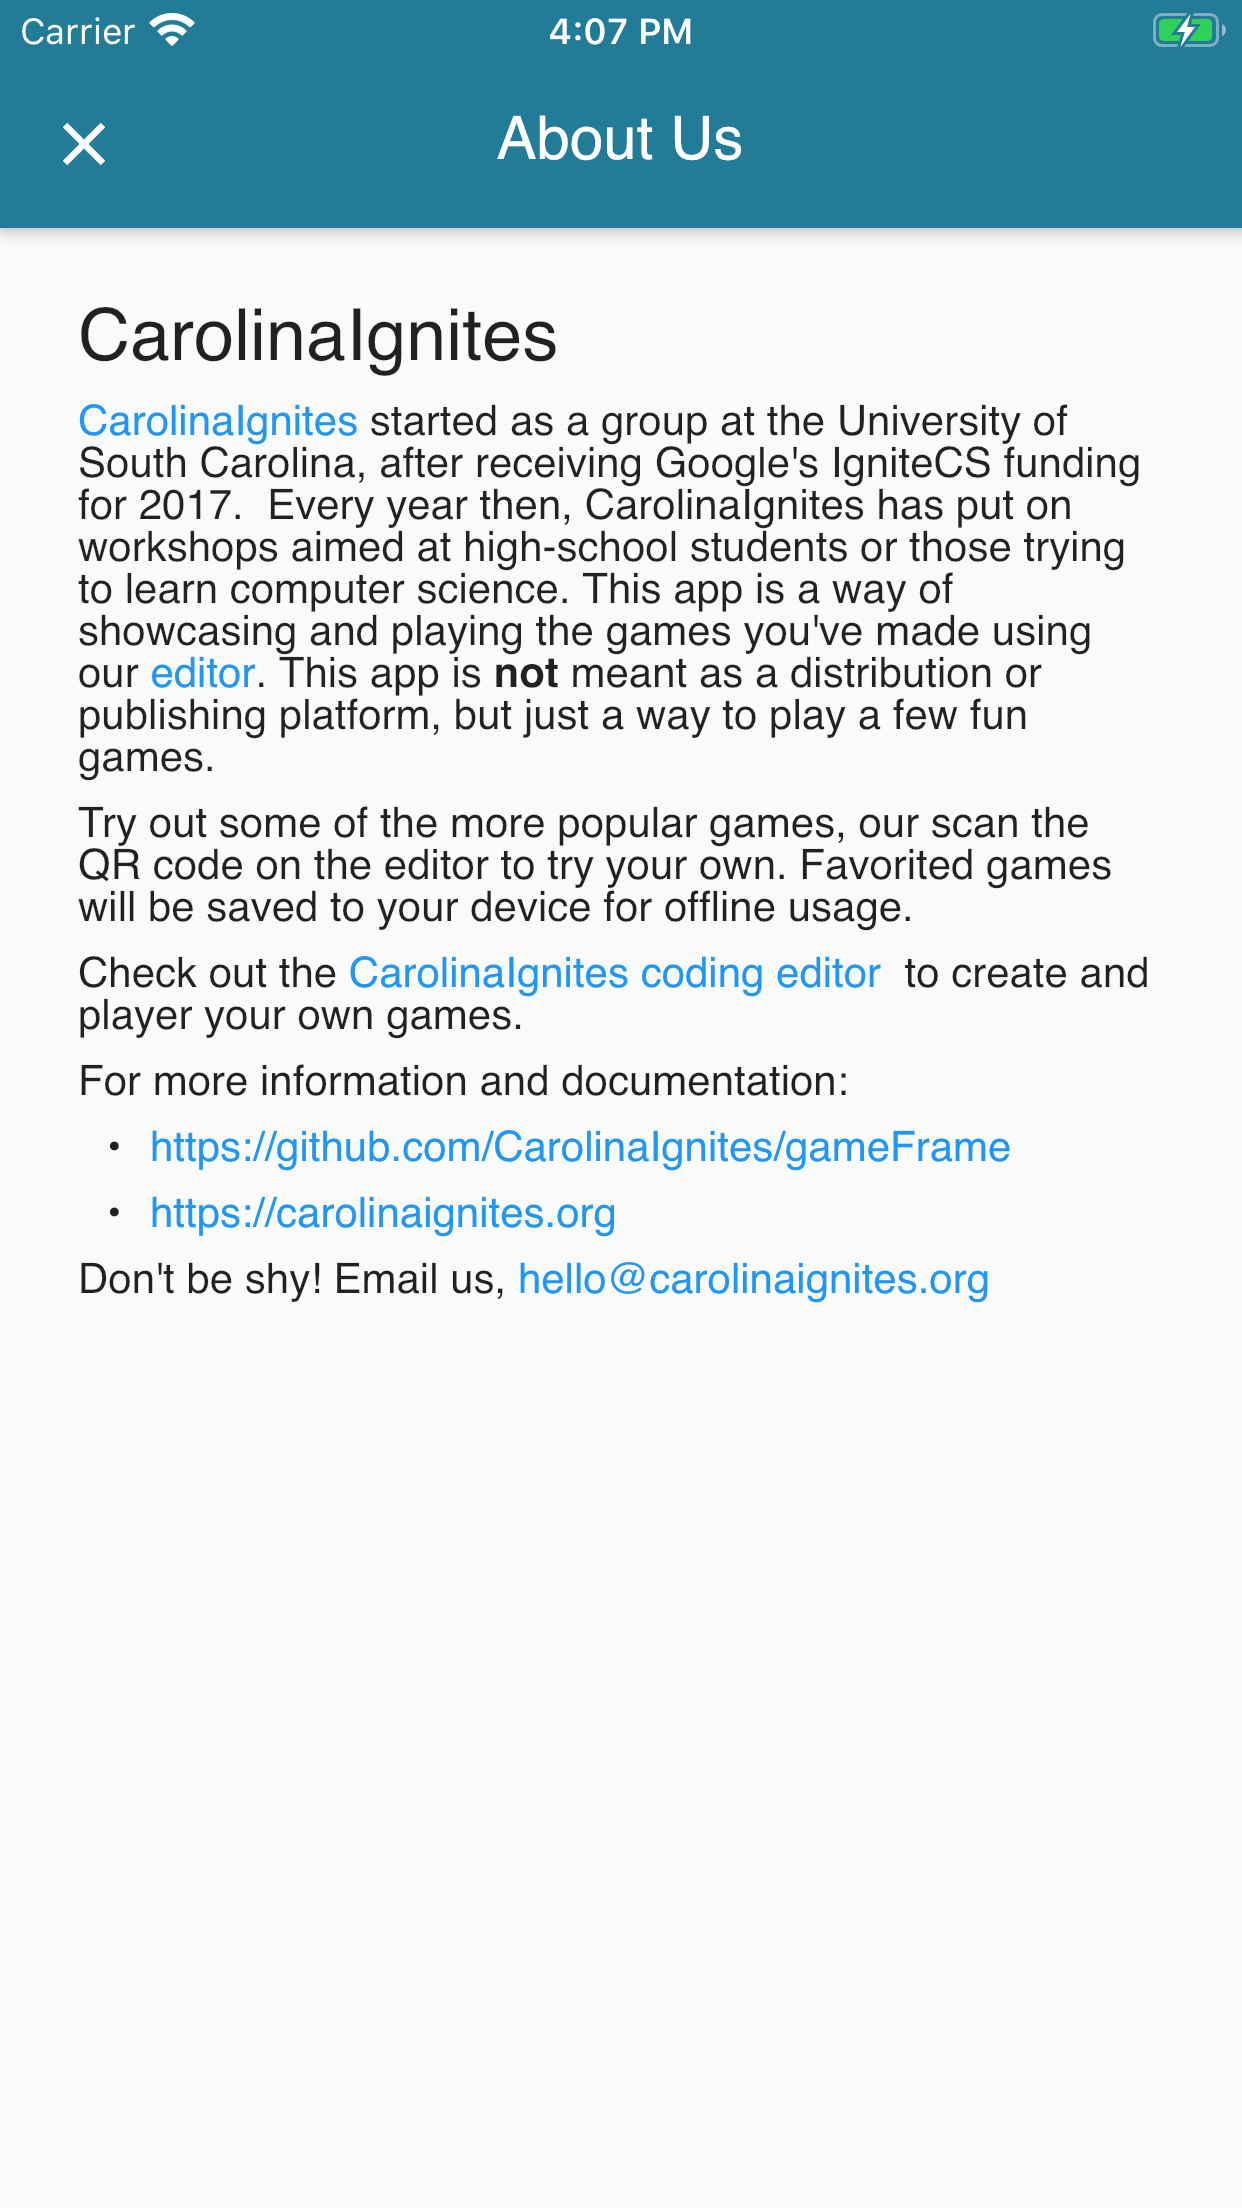 Carrier
4:07 PM
About Us
CarolinaIgnites
CarolinaIgnites started as a group at the University of
South Carolina, after receiving Google's IgniteCS funding
for 2017.  Every year then, CarolinaIgnites has put on
workshops aimed at high-school students or those trying
to learn computer science. This app is a way of
showcasing and playing the games you've made using
our editor. This app is not meant as a distribution or
publishing platform, but just a way to play a few fun
games.
Try out some of the more popular games, our scan the
QR code on the editor to try your own. Favorited games
will be saved to your device for offline usage.
Check out the CarolinaIgnites coding editor  to create and
player your own games.
For more information and documentation:
• https://github.com/CarolinaIgnites/gameFrame
• https://carolinaignites.org
Don't be shy! Email us, hello@carolinaignites.org